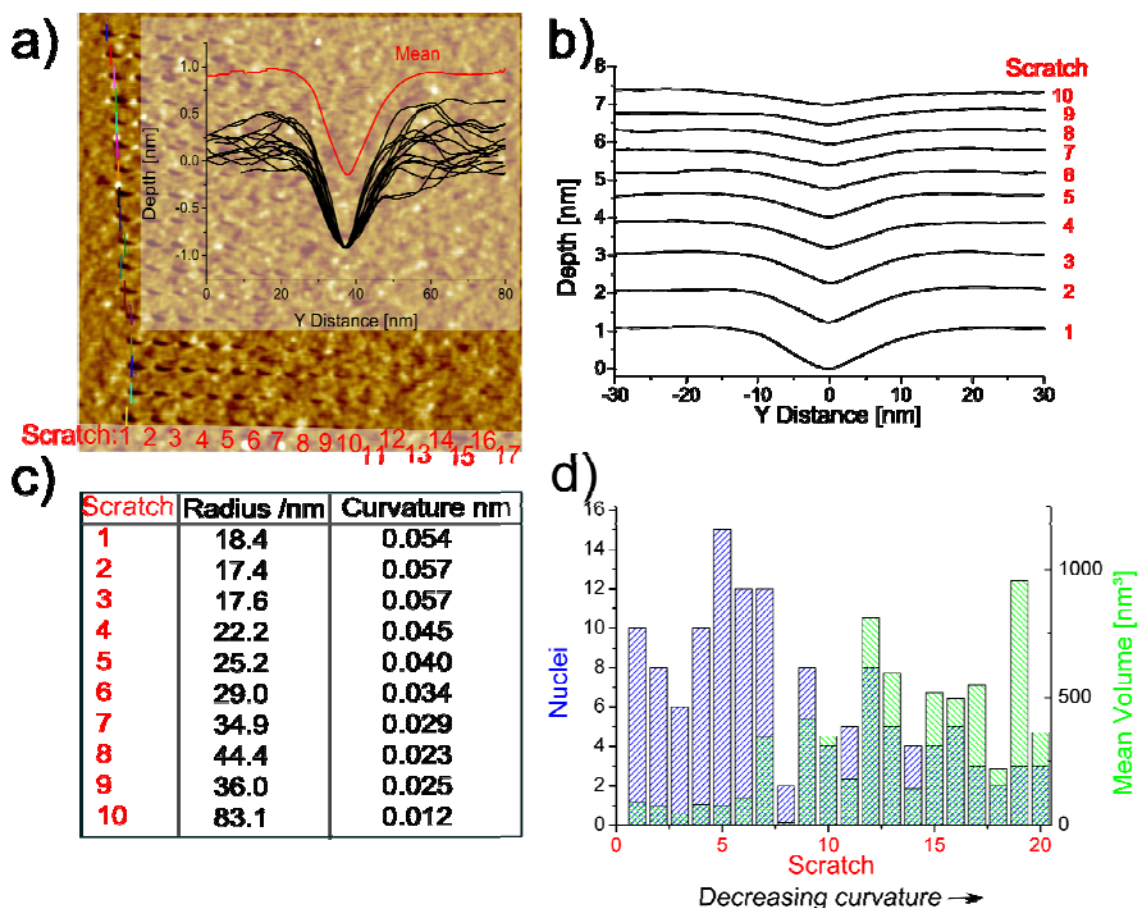 a)
Mean
Depth [nm]
1.0
0.5
0.0
-0.5
-1.0
0 20 40 60 80
Y Distance [nm]
Scratch: 1 2 3 4 5 6 7 8 9 10 11 12 13 14 15 16 17
b)
Scratch
Depth [nm]
8
7
6
5
4
3
2
1
0
10
9
8
7
6
5
4
3
2
1
-30 -20 -10 0 10 20 30
Y Distance [nm]
c)
Scratch Radius /nm Curvature nm
1 18.4 0.054
2 17.4 0.057
3 17.6 0.057
4 22.2 0.045
5 25.2 0.040
6 29.0 0.034
7 34.9 0.029
8 44.4 0.023
9 36.0 0.025
10 83.1 0.012
d)
Nuclei
16
14
12
10
8
6
4
2
0
Mean Volume [nm³]
1000
500
0
0 5 10 15 20
Scratch
Decreasing curvature →